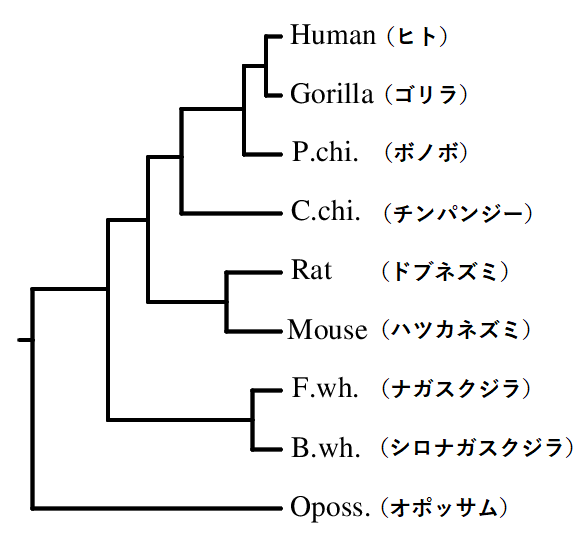 Human（ヒト）
Gorilla（ゴリラ）
P.chi.（ボノボ）
C.chi.（チンパンジー）
Rat（ドブネズミ）
Mouse（ハツカネズミ）
F.wh.（ナガスクジラ）
B.wh.（シロナガスクジラ）
Oposs.（オポッサム）